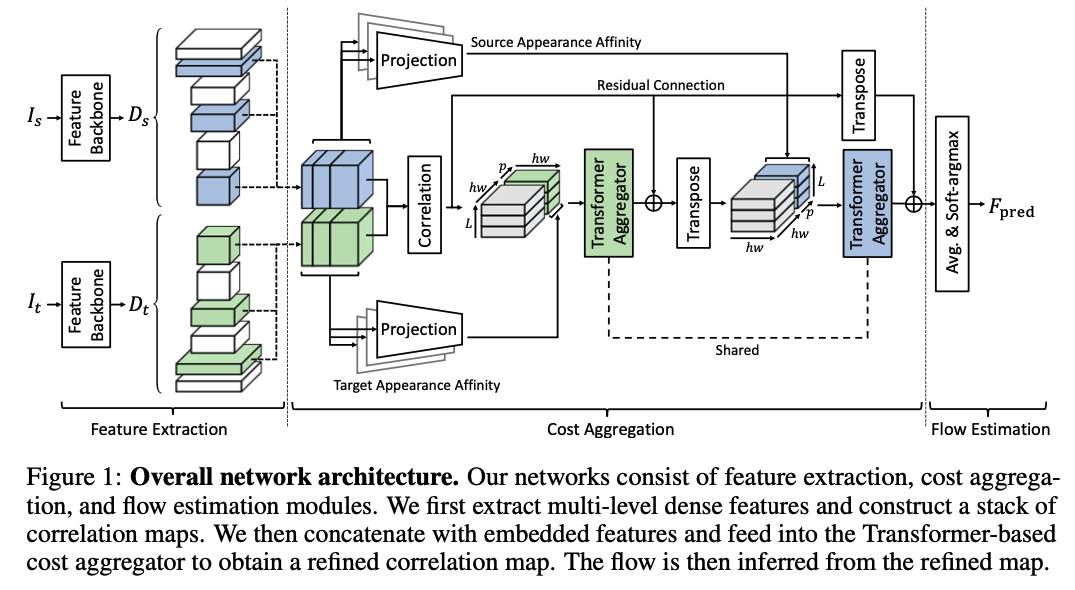 Projection
Source Appearance Affinity
Residual Connection
Transpose
I_s
Feature Backbone
D_s
Correlation
hw
p
hw
L
Transformer Aggregator
Transpose
L
p
hw
hw
Transformer Aggregator
Avg. & Soft-argmax
F_pred
I_t
Feature Backbone
D_t
Projection
Target Appearance Affinity
Shared
Feature Extraction
Cost Aggregation
Flow Estimation
Figure 1: Overall network architecture. Our networks consist of feature extraction, cost aggrega-
tion, and flow estimation modules. We first extract multi-level dense features and construct a stack of
correlation maps. We then concatenate with embedded features and feed into the Transformer-based
cost aggregator to obtain a refined correlation map. The flow is then inferred from the refined map.